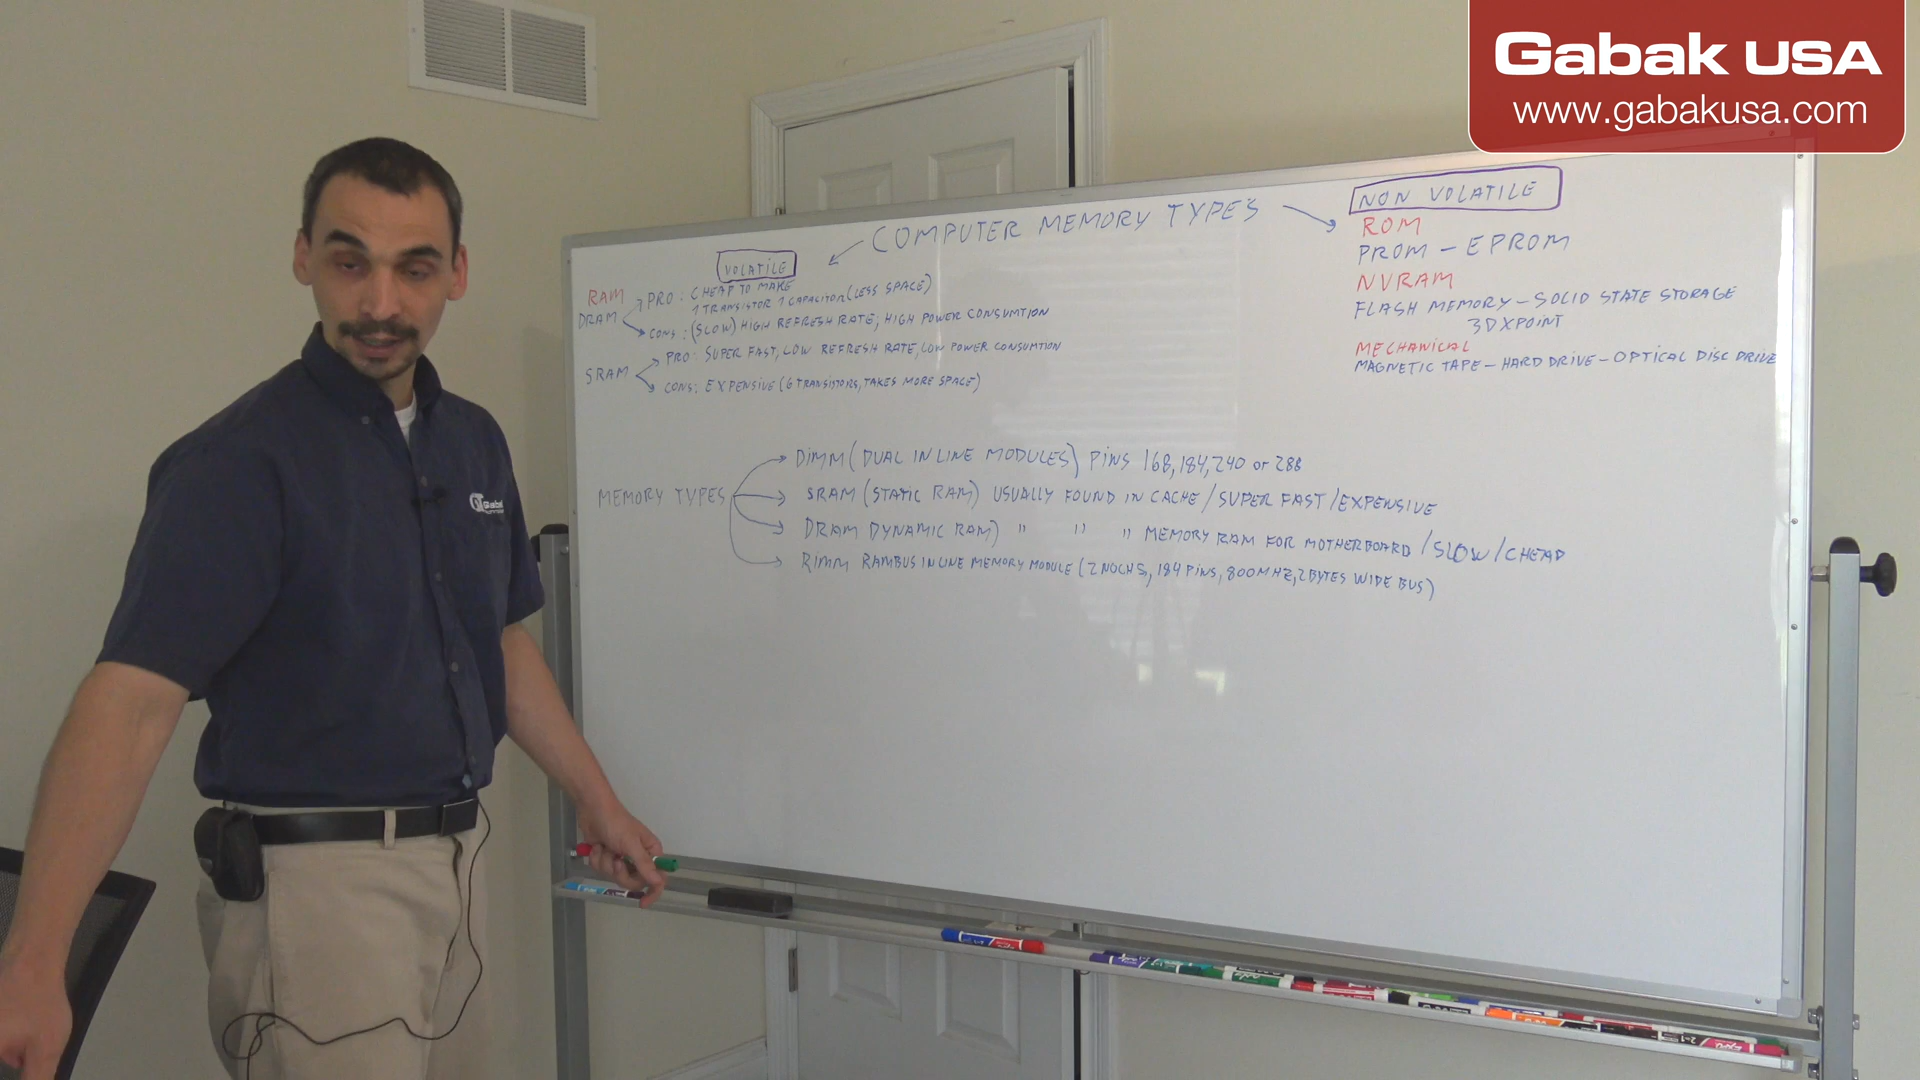 Gabak USA
www.gabakusa.com
COMPUTER MEMORY TYPE'S
VOLATILE
RAM
DRAM
PRO: CHEAP TO MAKE
1 TRANSISTOR 1 CAPACITOR (LESS SPACE)
CONS: (SLOW) HIGH REFRESH RATE, HIGH POWER CONSUMTION
SRAM
PRO: SUPER FAST, LOW REFRESH RATE, LOW POWER CONSUMTION
CONS: EXPENSIVE (6 TRANSISTORS, TAKES MORE SPACE)
NON VOLATILE
ROM
PROM - EPROM
NVRAM
FLASH MEMORY - SOLID STATE STORAGE
3D XPOINT
MECHANICAL
MAGNETIC TAPE - HARD DRIVE - OPTICAL DISC DRIVE
MEMORY TYPES
DIMM (DUAL IN LINE MODULES) PINS 168, 184, 240 or 288
SRAM (STATIC RAM) USUALLY FOUND IN CACHE / SUPER FAST / EXPENSIVE
DRAM DYNAMIC RAM) " " " MEMORY RAM FOR MOTHERBOARD / SLOW / CHEAP
RIMM RAMBUS IN LINE MEMORY MODULE (2 NOCHS, 184 PINS, 800MHZ, 2 BYTES WIDE BUS)
Gabak